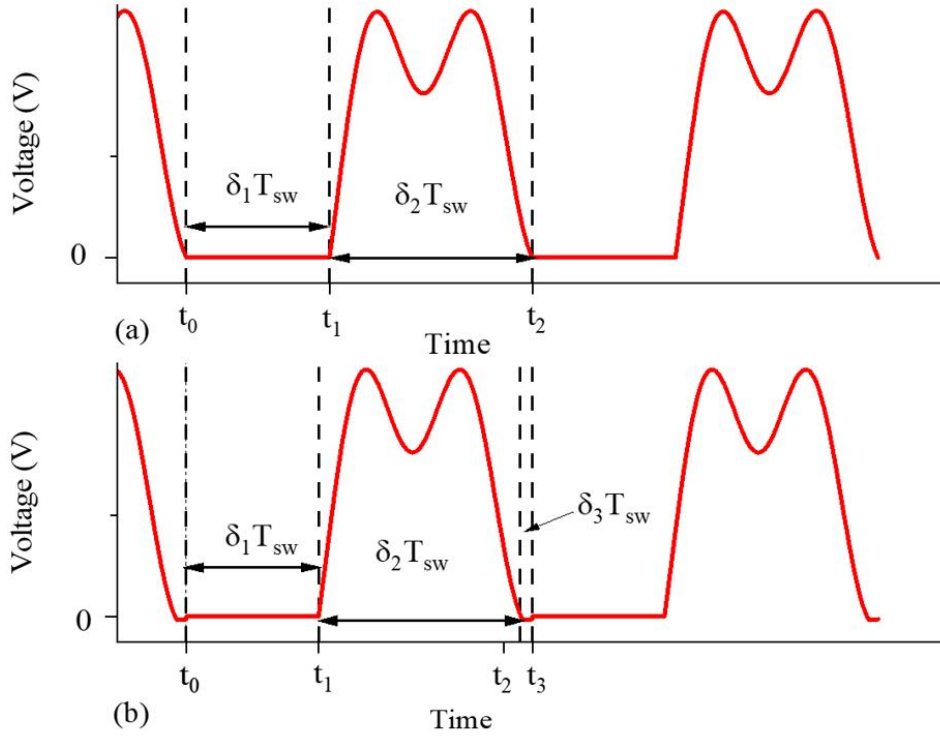 Voltage (V)
δ₁Tsw
δ₂Tsw
0
t₀ t₁ t₂
(a)
Time
Voltage (V)
δ₃Tsw
δ₁Tsw
δ₂Tsw
0
t₀ t₁ t₂ t₃
(b)
Time